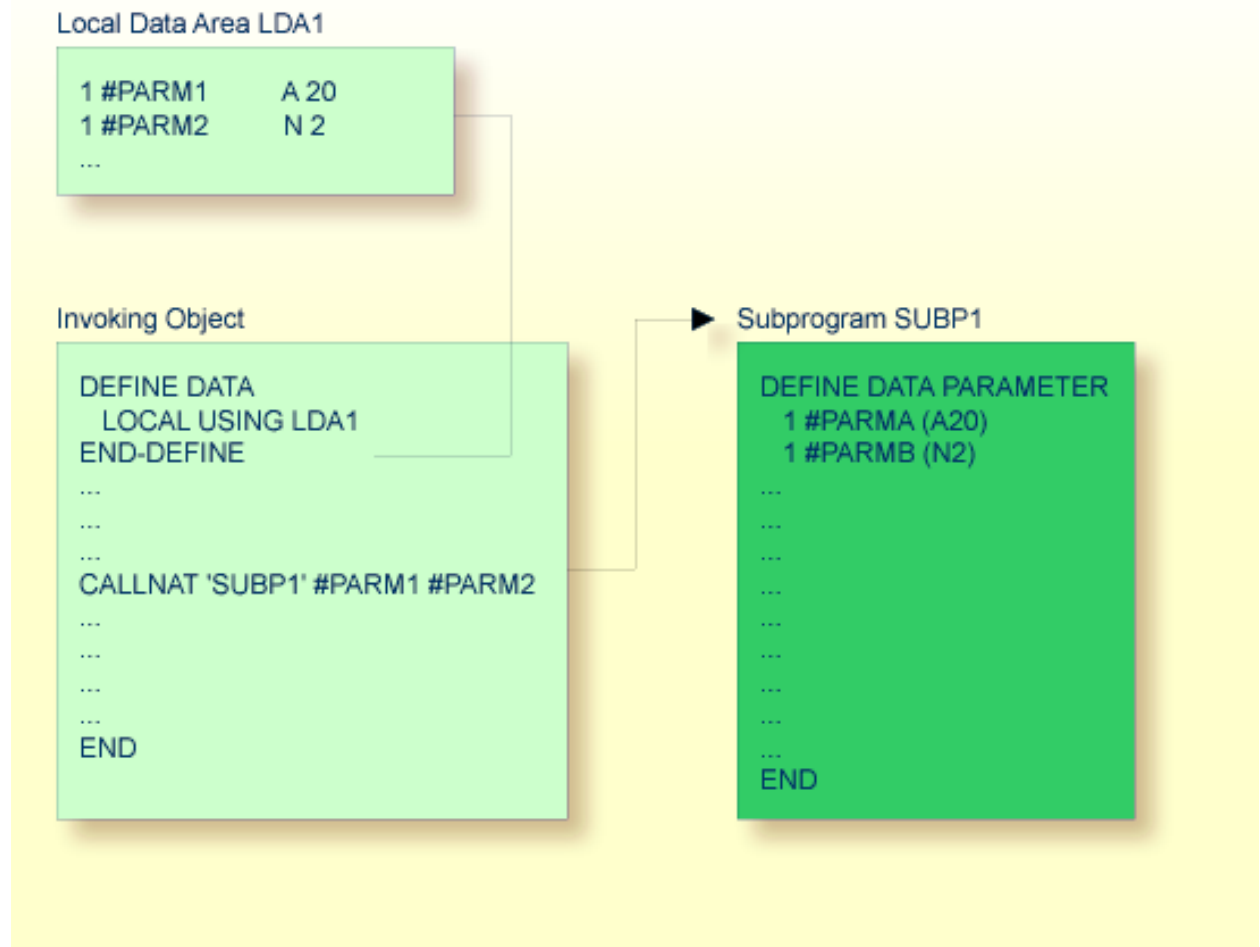 Local Data Area LDA1
1 #PARM1 A 20
1 #PARM2 N 2
...
Invoking Object
DEFINE DATA
LOCAL USING LDA1
END-DEFINE
...
...
...
CALLNAT 'SUBP1' #PARM1 #PARM2
...
...
...
...
END
Subprogram SUBP1
DEFINE DATA PARAMETER
1 #PARMA (A20)
1 #PARMB (N2)
...
...
...
...
...
...
...
...
...
END